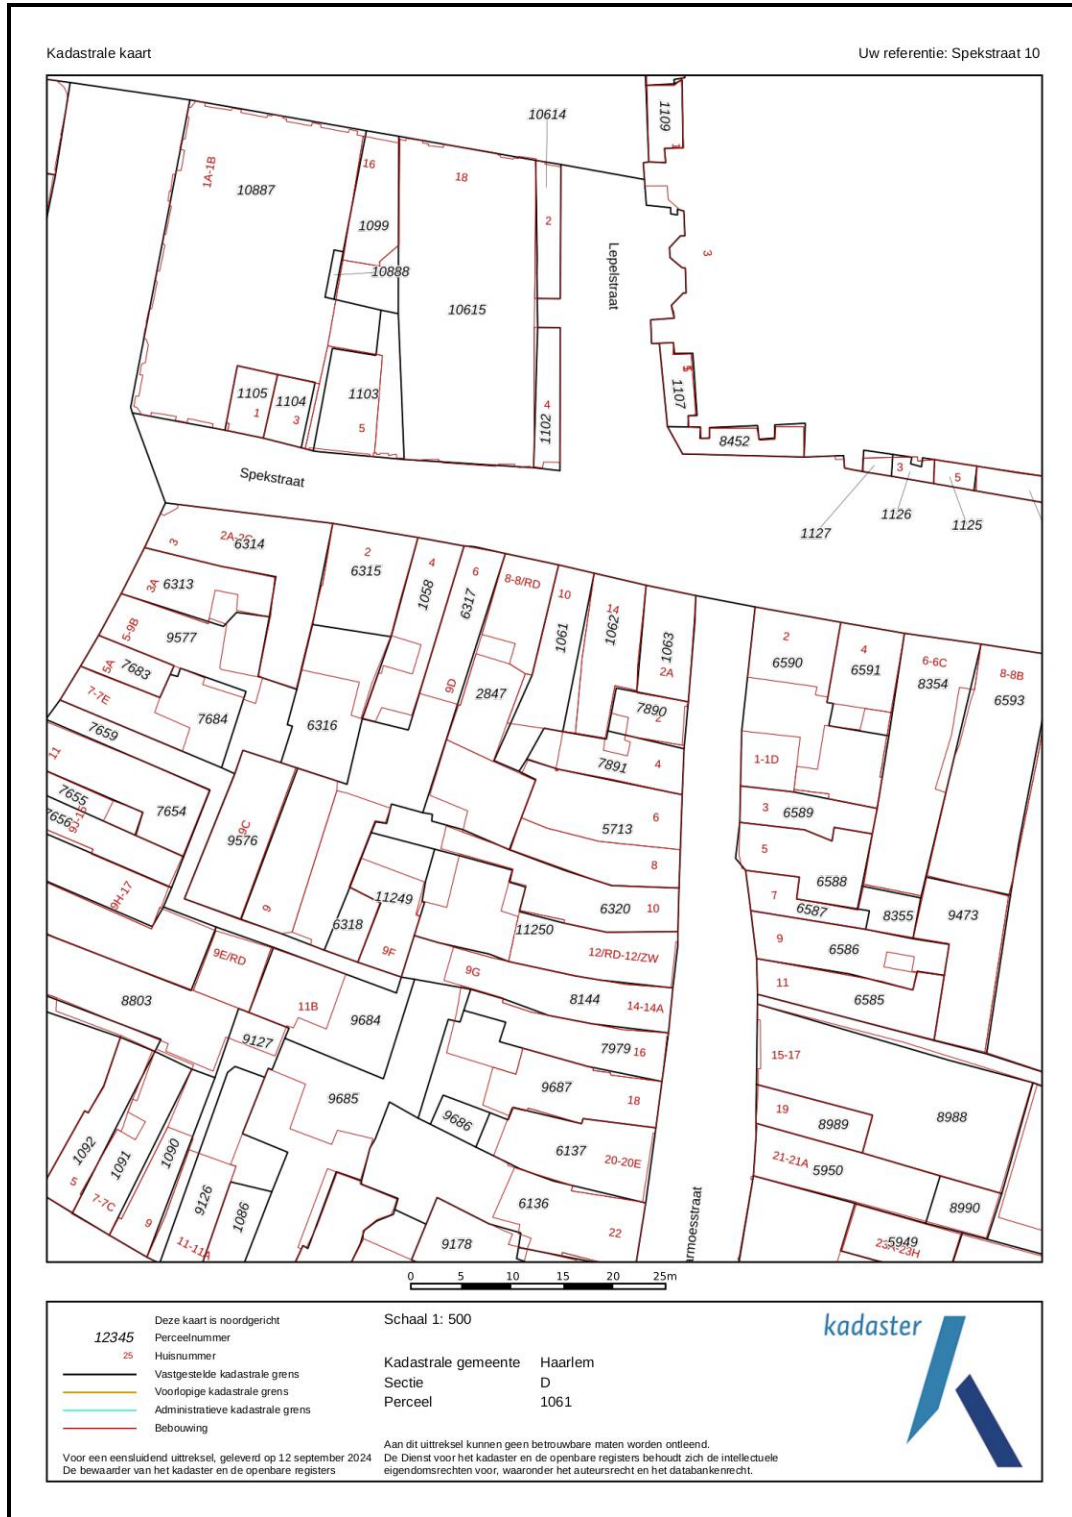 Kadastrale kaart
Uw referentie: Spekstraat 10
10614
1109
1
1A-1B
10887
16
18
1099
2
3
Lepelstraat
10888
10615
1105
1104
1103
1
3
5
4
1102
5
1107
8452
Spekstraat
3
5
1127
1126
1125
3
2A-2C
6314
2
6315
4
1058
6
6317
8-8/RD
10
1061
14
1062
1063
2A
2
6590
4
6591
6-6C
8354
8-8B
6593
3A
6313
5-9B
9577
5A
7683
7-7E
7684
7659
6316
9D
2847
7890
2
7891
4
1-1D
11
7655
7656
9J-15
7654
9C
9576
5713
6
8
3
6589
5
6588
7
6587
8355
9473
9H-17
9
6318
11249
9F
11250
6320
10
12/RD-12/ZW
9
6586
11
6585
9E/RD
9G
8144
14-14A
8803
11B
9684
9127
7979
16
15-17
9685
9687
18
19
8989
8988
9686
6137
20-20E
21-21A
5950
1092
1091
1090
9126
1086
5
7-7C
9
11-11A
6136
22
9178
armoesstraat
8990
5949
23A-23H
0 5 10 15 20 25m
Deze kaart is noordgericht
12345 Perceelnummer
25 Huisnummer
Vastgestelde kadastrale grens
Voorlopige kadastrale grens
Administratieve kadastrale grens
Bebouwing
Voor een eensluidend uittreksel, geleverd op 12 september 2024
De bewaarder van het kadaster en de openbare registers
Schaal 1: 500
Kadastrale gemeente Haarlem
Sectie D
Perceel 1061
Aan dit uittreksel kunnen geen betrouwbare maten worden ontleend.
De Dienst voor het kadaster en de openbare registers behoudt zich de intellectuele
eigendomsrechten voor, waaronder het auteursrecht en het databankenrecht.
kadaster